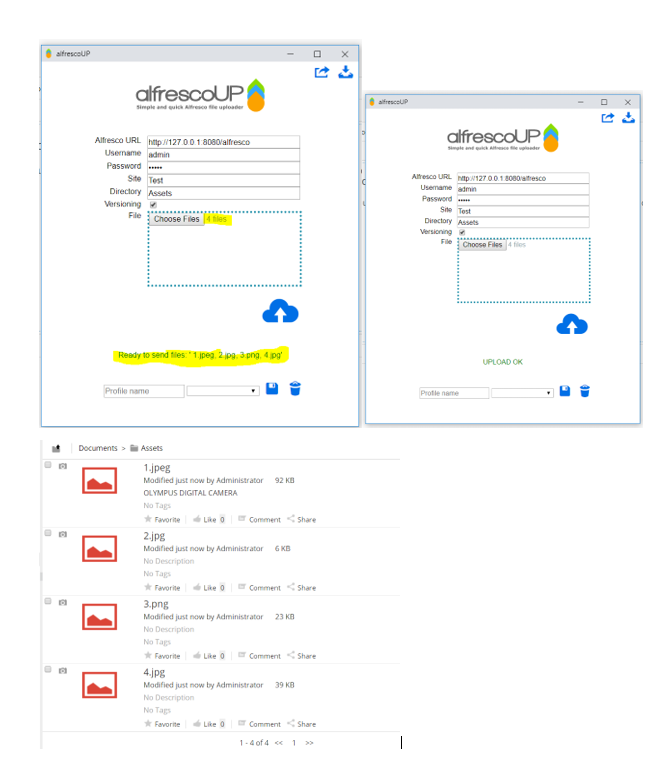 alfrescoUP
alfrescoUP
Simple and quick Alfresco file uploader
Alfresco URL http://127.0.0.1:8080/alfresco
Username admin
Password •••••
Site Test
Directory Assets
Versioning
File Choose Files 4 files
Ready to send files: " 1.jpeg, 2.jpg, 3.png, 4.jpg"
Profile name
alfrescoUP
alfrescoUP
Simple and quick Alfresco file uploader
Alfresco URL http://127.0.0.1:8080/alfresco
Username admin
Password •••••
Site Test
Directory Assets
Versioning
File Choose Files 4 files
UPLOAD OK
Profile name
Documents > Assets
1.jpeg
Modified just now by Administrator 92 KB
OLYMPUS DIGITAL CAMERA
No Tags
Favorite Like 0 Comment Share
2.jpg
Modified just now by Administrator 6 KB
No Description
No Tags
Favorite Like 0 Comment Share
3.png
Modified just now by Administrator 23 KB
No Description
No Tags
Favorite Like 0 Comment Share
4.jpg
Modified just now by Administrator 39 KB
No Description
No Tags
Favorite Like 0 Comment Share
1 - 4 of 4 << 1 >>